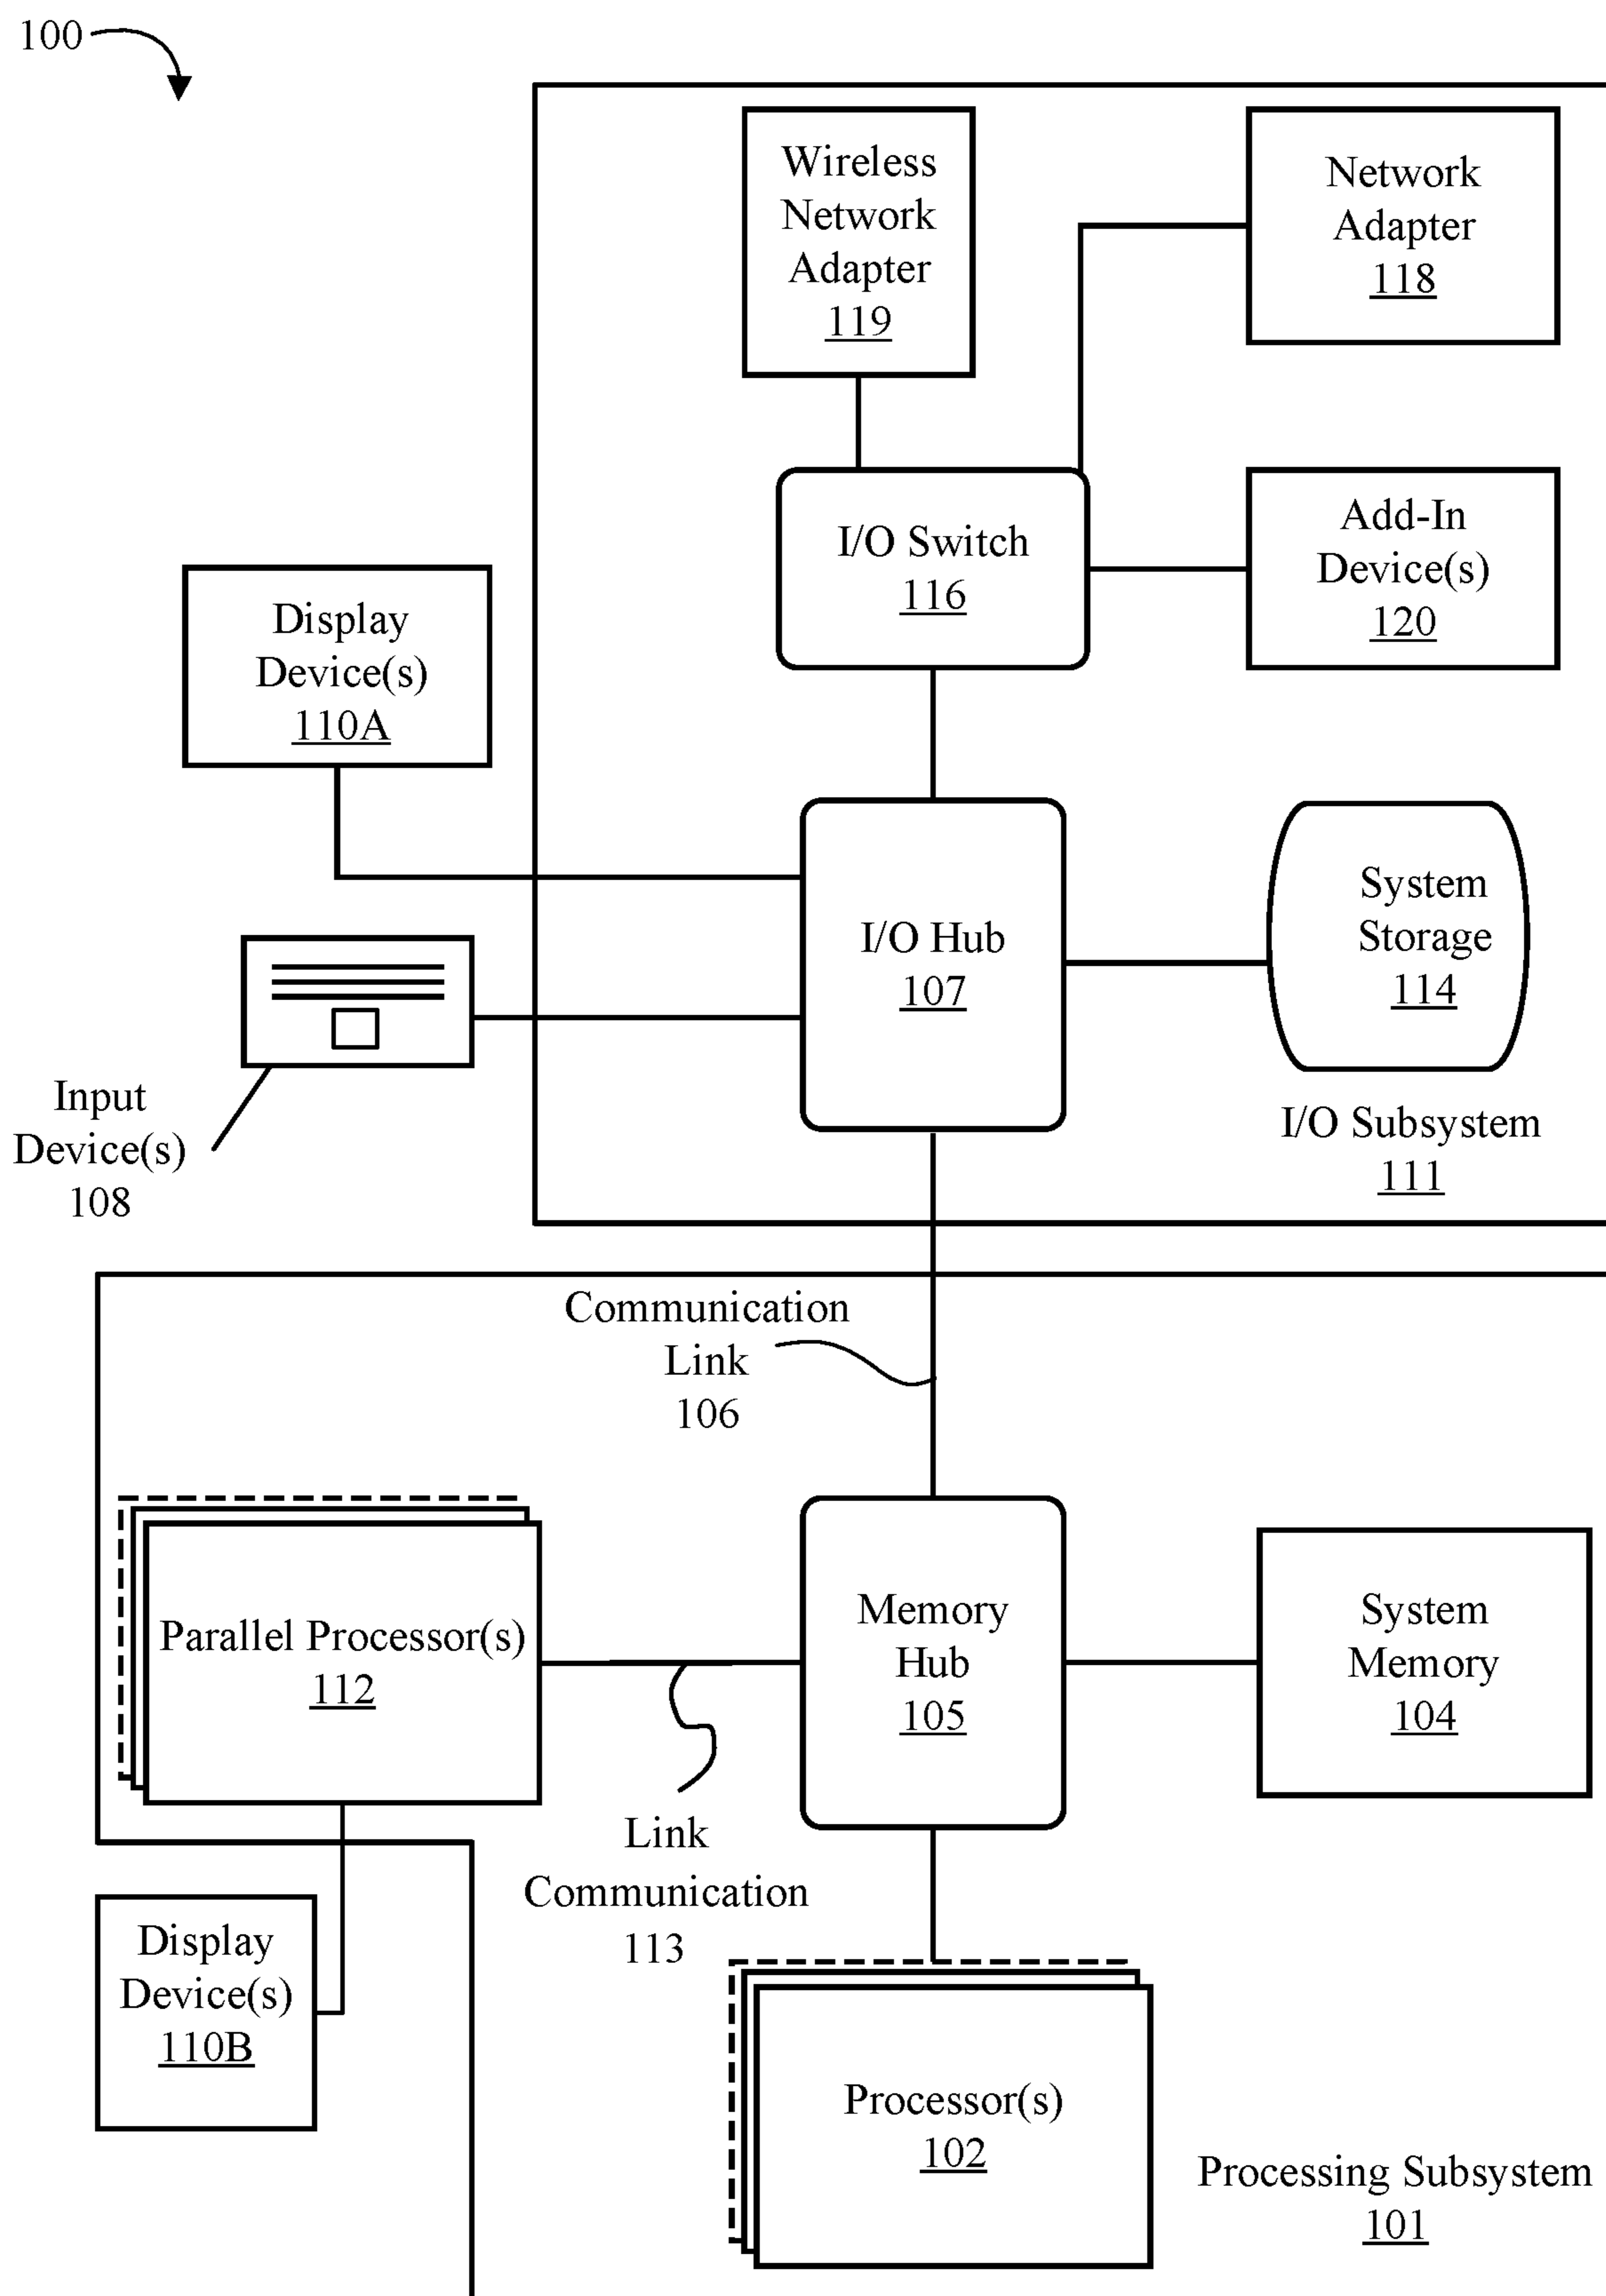 100
Wireless
Network
Adapter
119
Network
Adapter
118
I/O Switch
116
Add-In
Device(s)
120
Display
Device(s)
110A
I/O Hub
107
System
Storage
114
Input
Device(s)
108
I/O Subsystem
111
Communication
Link
106
Parallel Processor(s)
112
Memory
Hub
105
System
Memory
104
Link
Communication
113
Display
Device(s)
110B
Processor(s)
102
Processing Subsystem
101